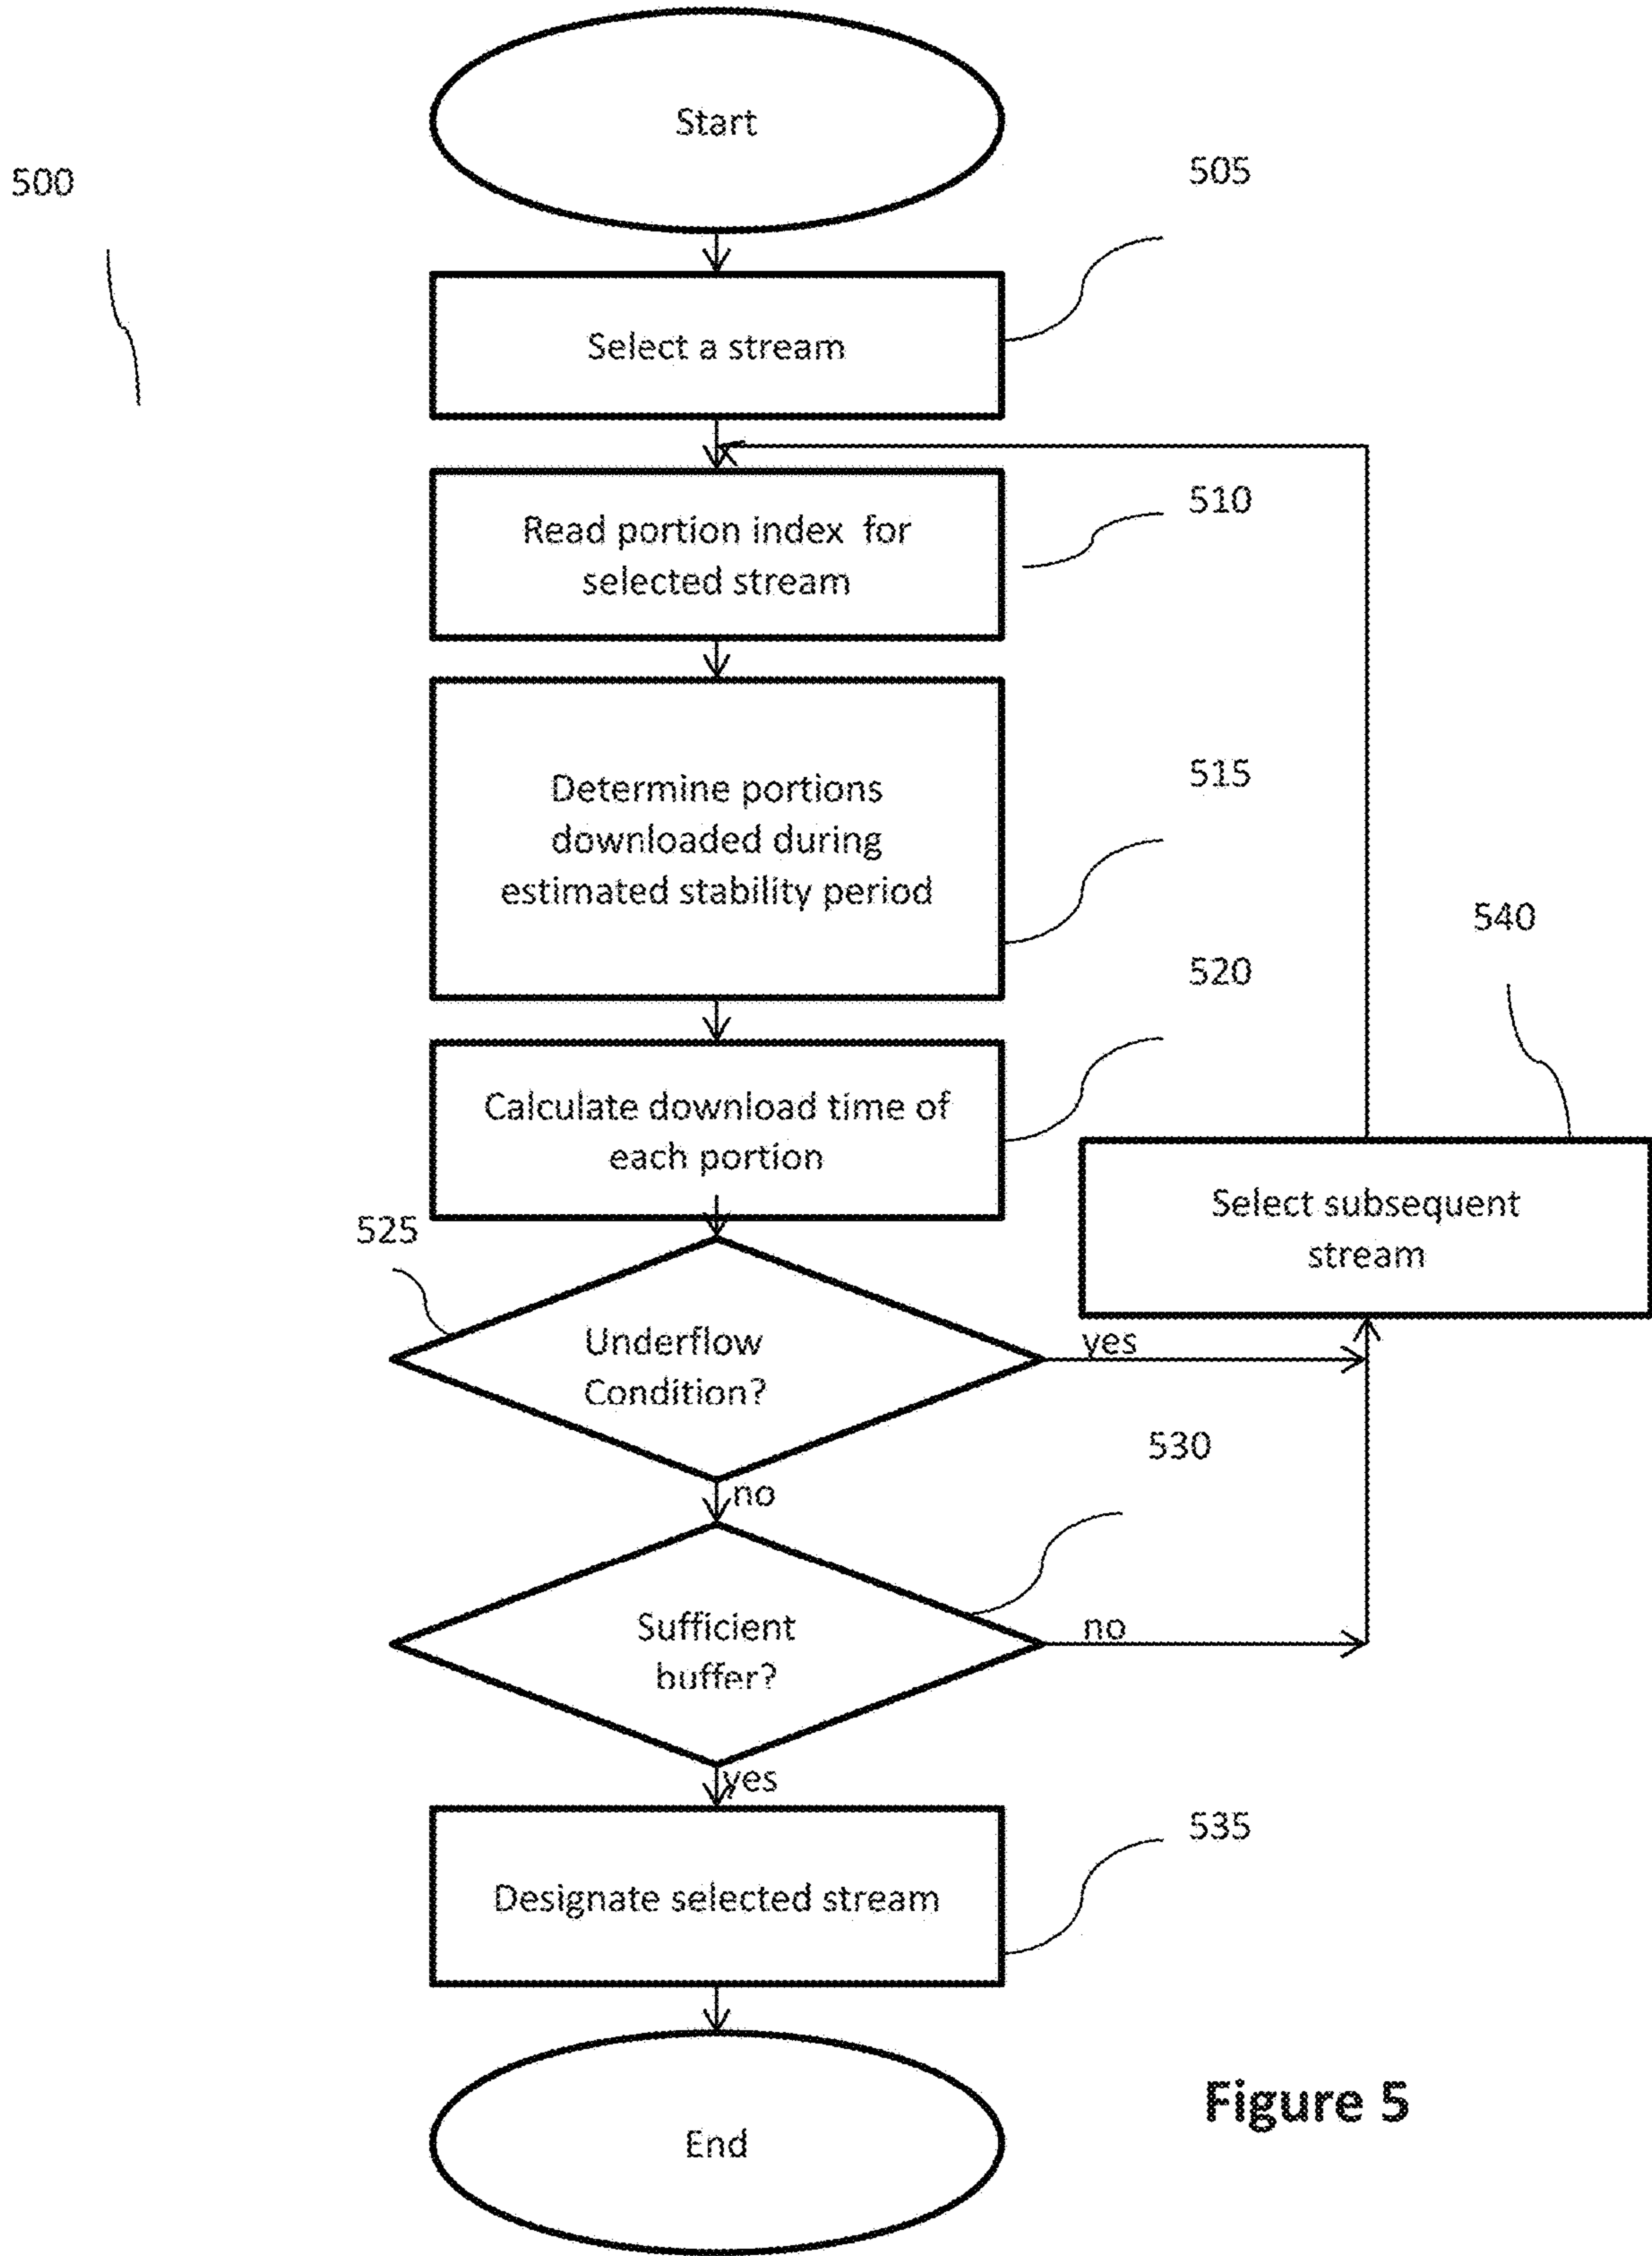 Start
500
505
Select a stream
Read portion index for
selected stream
510
Determine portions
downloaded during
estimated stability period
515
540
520
Calculate download time of
each portion
Select subsequent
stream
525
Underflow
Condition?
yes
no
530
Sufficient
buffer?
no
yes
535
Designate selected stream
Figure 5
End